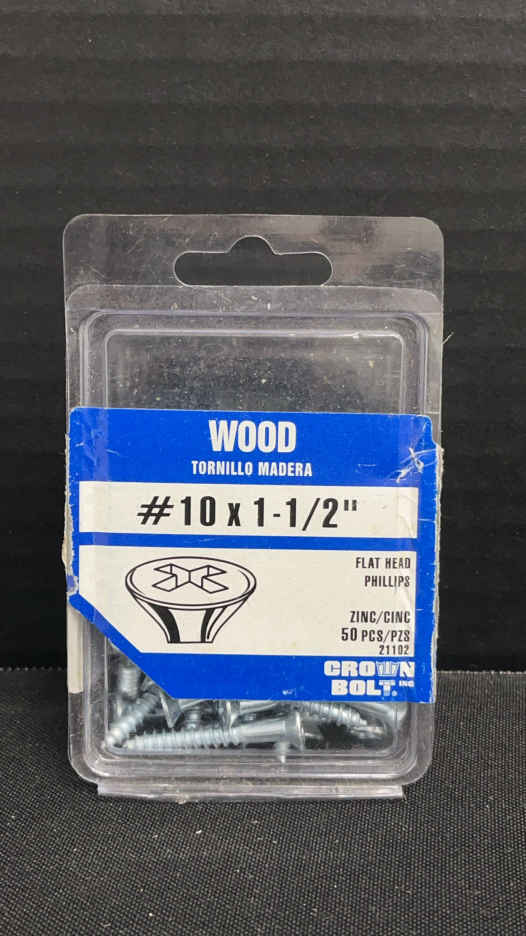 WOOD
TORNILLO MADERA
#10 x 1-1/2"
FLAT HEAD
PHILLIPS
ZINC/CINC
50 PCS/PZS
21102
CROWN
BOLT. INC